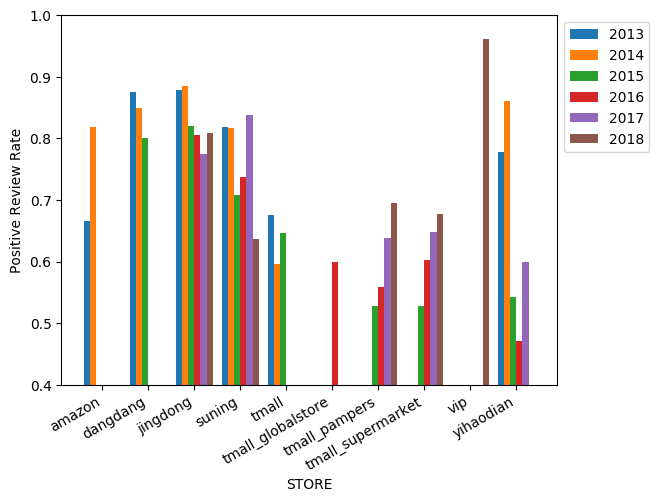 1.0
0.9
0.8
0.7
0.6
0.5
0.4
Positive Review Rate
amazon
dangdang
jingdong
suning
tmall
tmall_globalstore
tmall_pampers
tmall_supermarket
vip
yihaodian
STORE
2013
2014
2015
2016
2017
2018